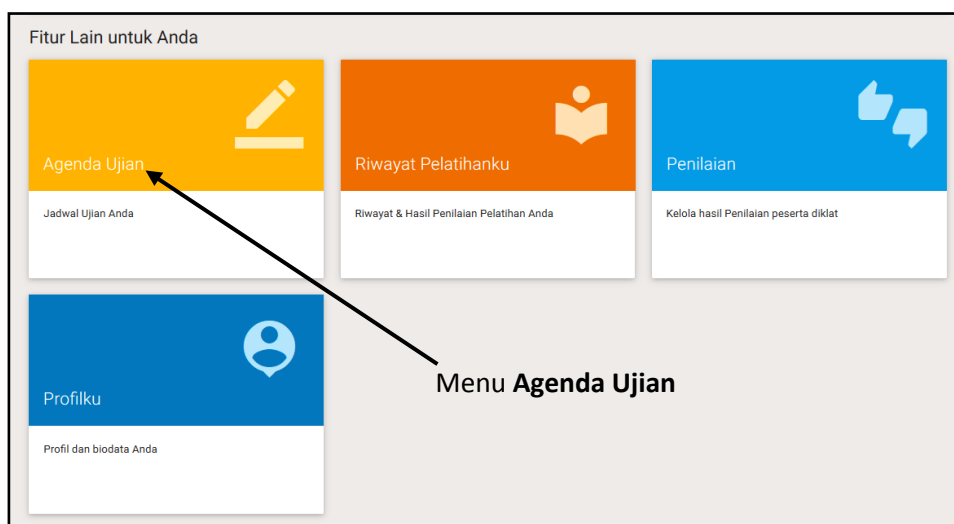 Fitur Lain untuk Anda
Agenda Ujian
Jadwal Ujian Anda
Riwayat Pelatihanku
Riwayat & Hasil Penilaian Pelatihan Anda
Penilaian
Kelola hasil Penilaian peserta diklat
Profilku
Profil dan biodata Anda
Menu Agenda Ujian